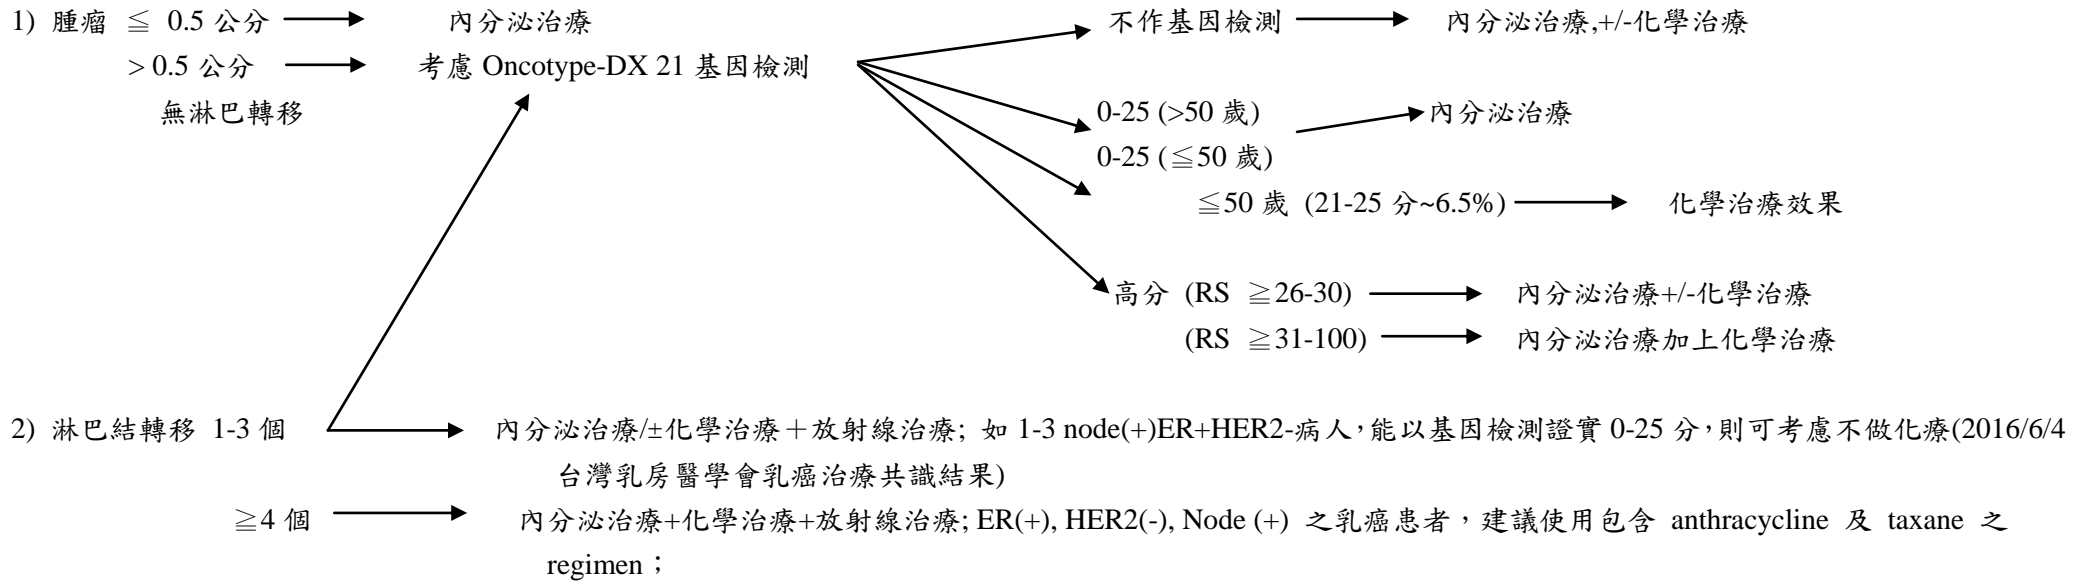 1) 腫瘤 ≦ 0.5 公分 內分泌治療 不作基因檢測 內分泌治療,+/-化學治療
> 0.5 公分 考慮 Oncotype-DX 21 基因檢測
無淋巴轉移 0-25 (>50 歲) 內分泌治療
0-25 (≦50 歲)
≦50 歲 (21-25 分~6.5%) 化學治療效果
高分 (RS ≧26-30) 內分泌治療+/-化學治療
(RS ≧31-100) 內分泌治療加上化學治療
2) 淋巴結轉移 1-3 個 內分泌治療/±化學治療＋放射線治療; 如 1-3 node(+)ER+HER2-病人，能以基因檢測證實 0-25 分，則可考慮不做化療(2016/6/4
台灣乳房醫學會乳癌治療共識結果)
≧4 個 內分泌治療+化學治療+放射線治療; ER(+), HER2(-), Node (+) 之乳癌患者，建議使用包含 anthracycline 及 taxane 之
regimen；